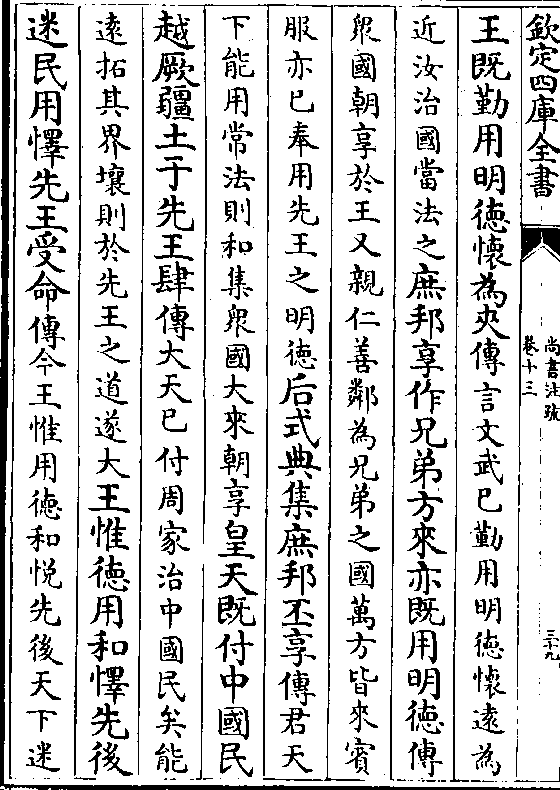 欽定四庫全書
尚書注疏
卷十三
三十九
王既勤用明德懷為夾傳言文武已勤用明德懷遠為
近汝治國當法之庶邦享作兄弟方來亦既用明德傳
衆國朝享於王又親仁善鄰為兄弟之國萬方皆來賓
服亦已奉用先王之明德后式典集庶邦丕享傳君天
下能用常法則和集衆國大來朝享皇天既付中國民
越厥疆土于先王肆傳大天已付周家治中國民矣能
遠拓其界壤則於先王之道遂大王惟德用和懌先後
迷民用懌先王受命傳今王惟用德和悅先後天下迷